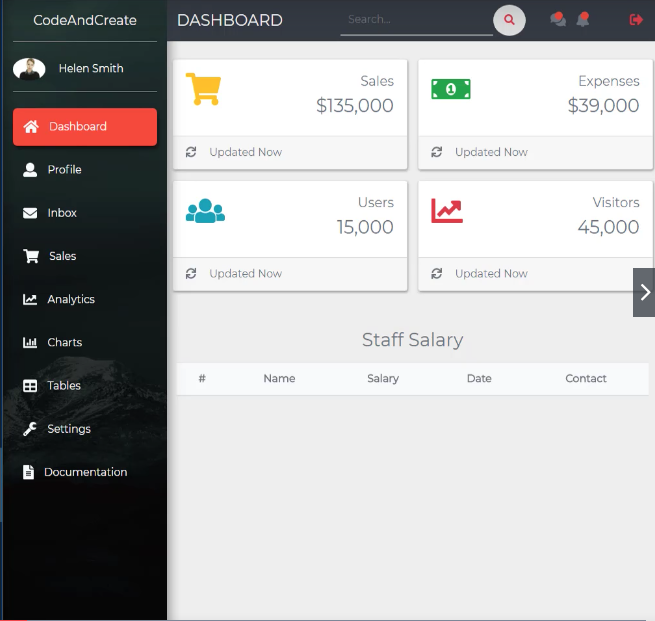 CodeAndCreate
DASHBOARD
Search...
Helen Smith
Dashboard
Profile
Inbox
Sales
Analytics
Charts
Tables
Settings
Documentation
Sales
$135,000
Updated Now
Expenses
$39,000
Updated Now
Users
15,000
Updated Now
Visitors
45,000
Updated Now
Staff Salary
# Name Salary Date Contact